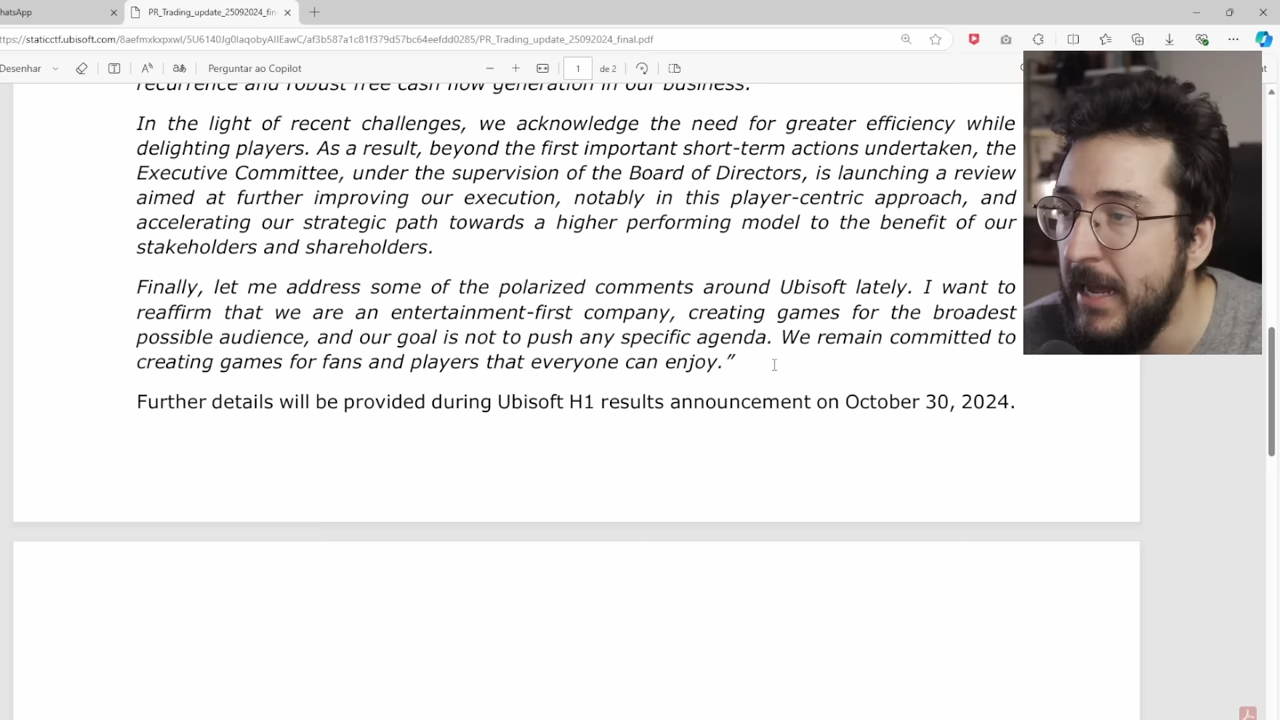 hatsApp
PR_Trading_update_25092024_fin
ttps://staticctf.ubisoft.com/8aefmxkxpxwl/5U6140Jg0IaqobyAIIEawC/af3b587a1c81f379d57bc64eefdd0285/PR_Trading_update_25092024_final.pdf
Desenhar
Perguntar ao Copilot
1 de 2
recurrence and robust free cash flow generation in our business.
In the light of recent challenges, we acknowledge the need for greater efficiency while
delighting players. As a result, beyond the first important short-term actions undertaken, the
Executive Committee, under the supervision of the Board of Directors, is launching a review
aimed at further improving our execution, notably in this player-centric approach, and
accelerating our strategic path towards a higher performing model to the benefit of our
stakeholders and shareholders.
Finally, let me address some of the polarized comments around Ubisoft lately. I want to
reaffirm that we are an entertainment-first company, creating games for the broadest
possible audience, and our goal is not to push any specific agenda. We remain committed to
creating games for fans and players that everyone can enjoy.”
Further details will be provided during Ubisoft H1 results announcement on October 30, 2024.